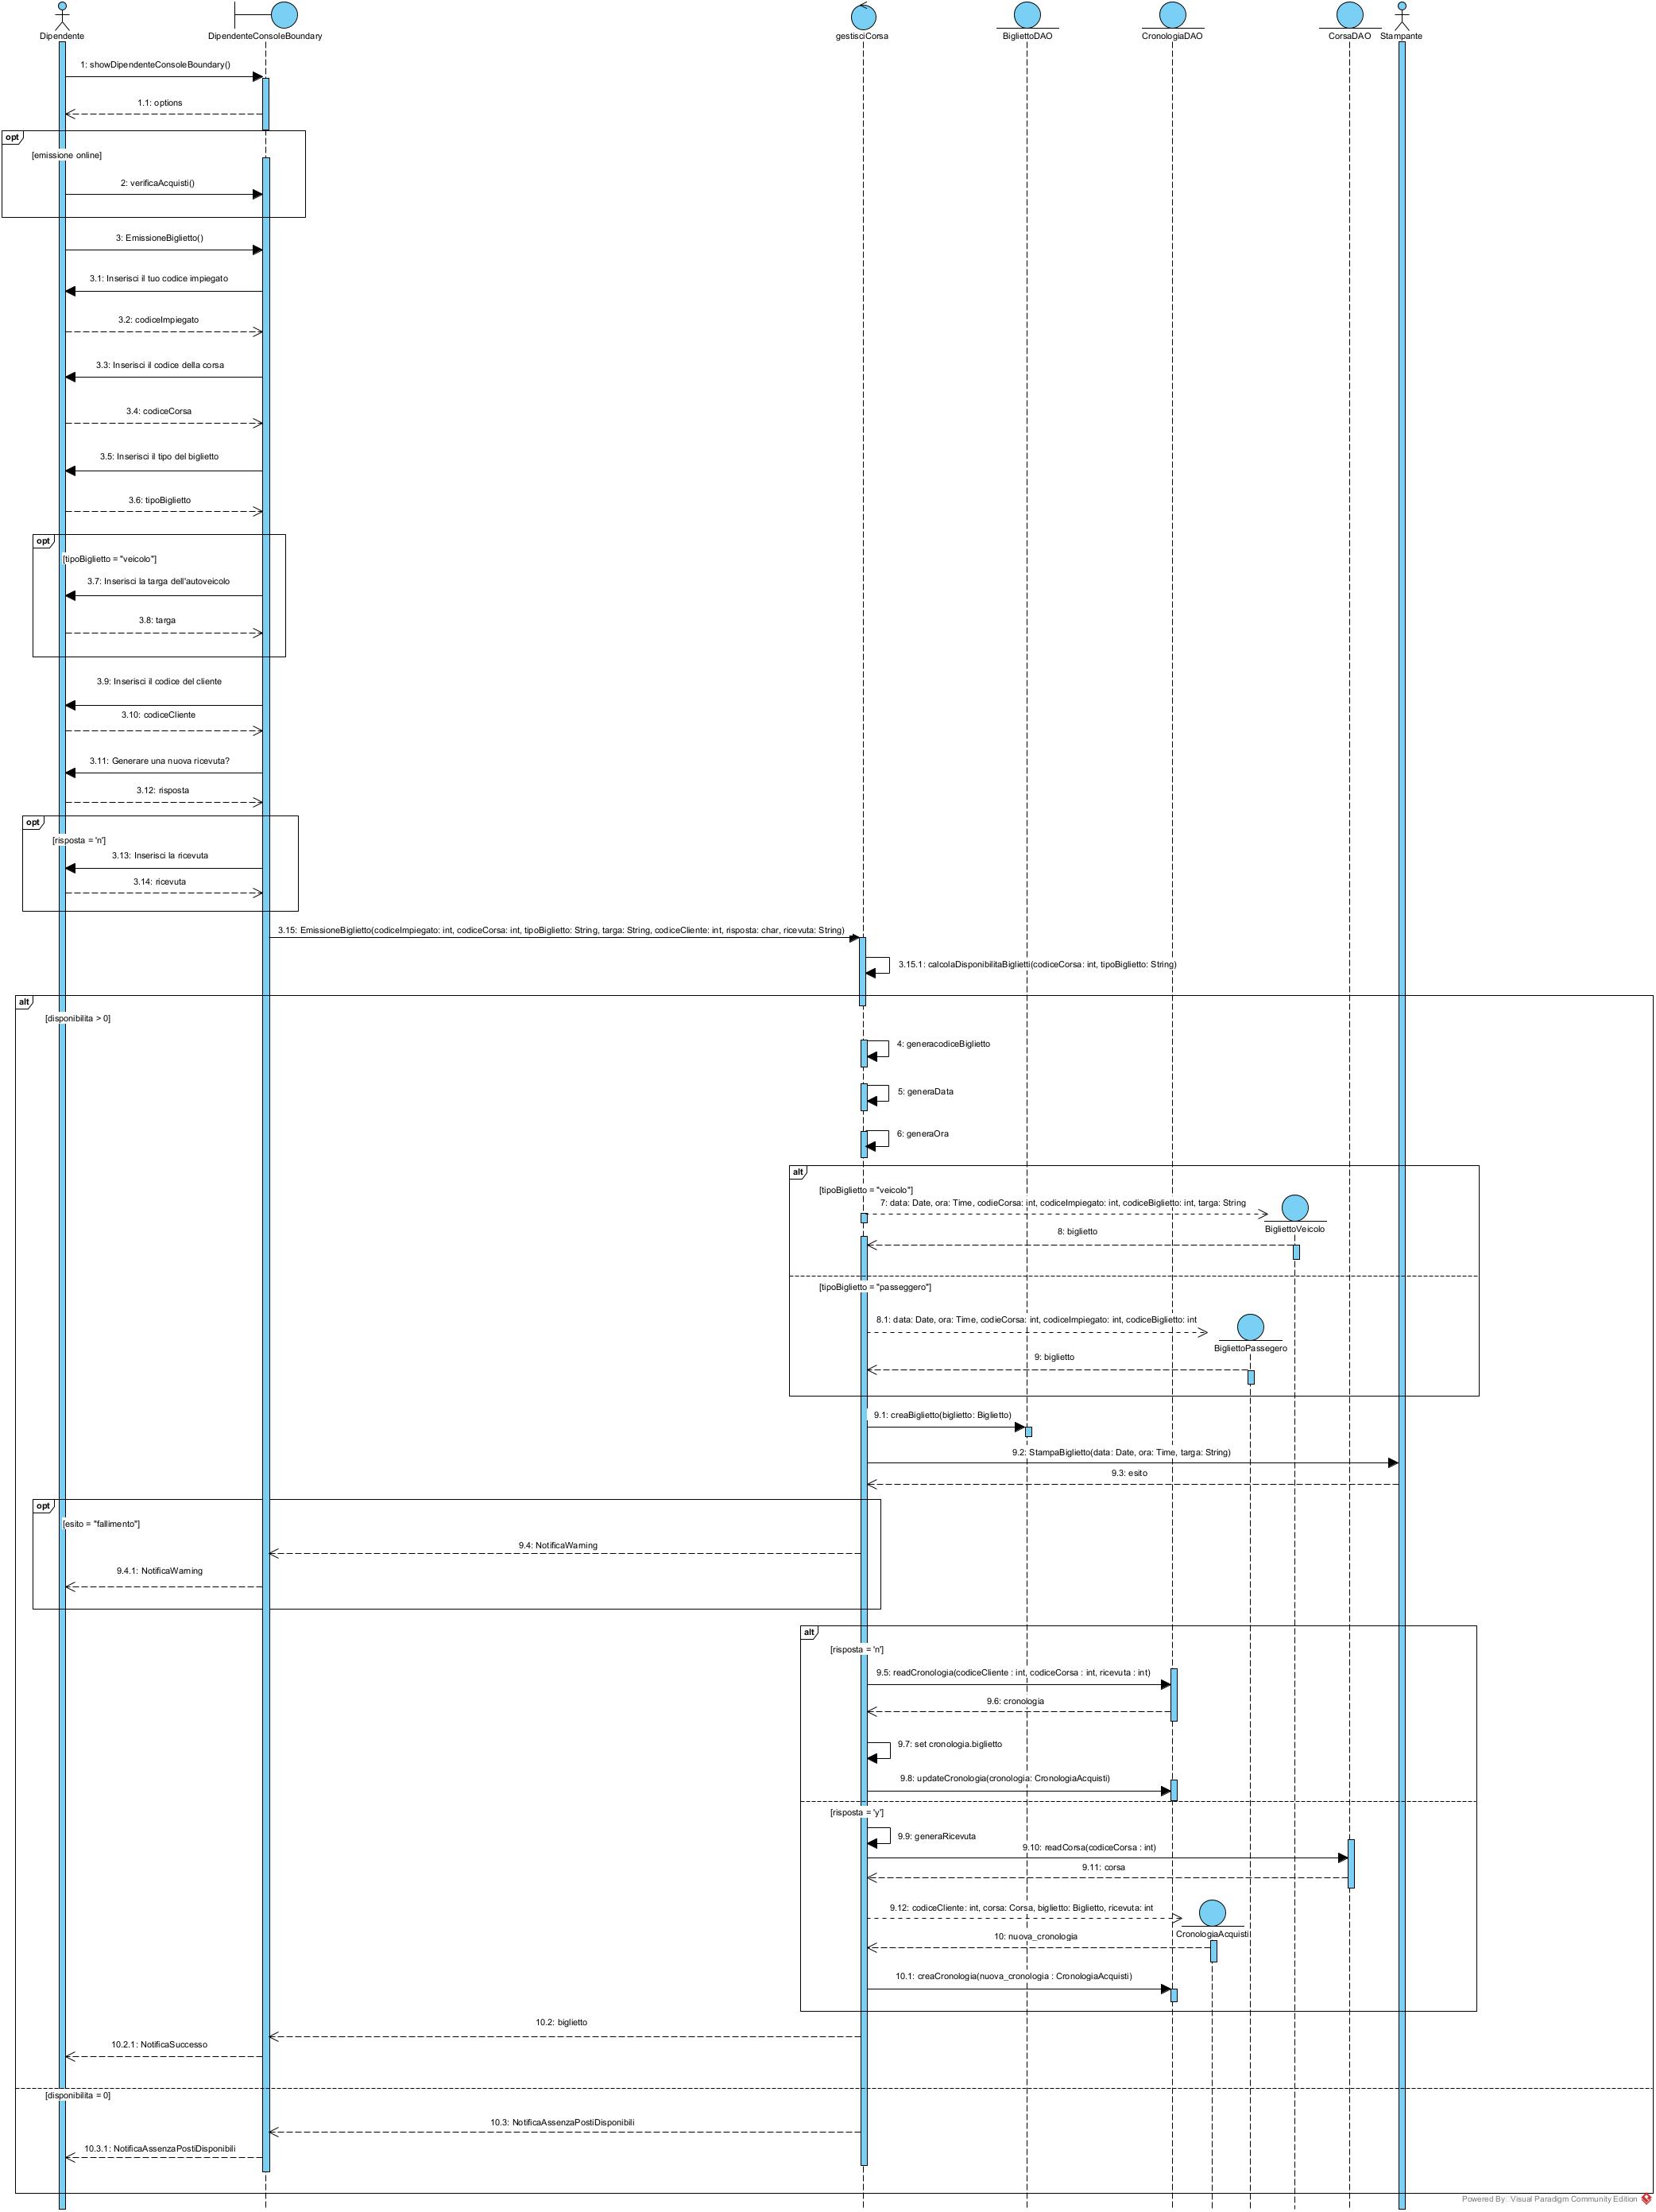 Dipendente
DipendenteConsoleBoundary
gestisciCorsa
BigliettoDAO
CronologiaDAO
CorsaDAO
Stampante
1: showDipendenteConsoleBoundary()
1.1: options
opt
[emissione online]
2: verificaAcquisti()
3: EmissioneBiglietto()
3.1: Inserisci il tuo codice impiegato
3.2: codiceImpiegato
3.3: Inserisci il codice della corsa
3.4: codiceCorsa
3.5: Inserisci il tipo del biglietto
3.6: tipoBiglietto
opt
[tipoBiglietto = "veicolo"]
3.7: Inserisci la targa dell'autoveicolo
3.8: targa
3.9: Inserisci il codice del cliente
3.10: codiceCliente
3.11: Generare una nuova ricevuta?
3.12: risposta
opt
[risposta = 'n']
3.13: Inserisci la ricevuta
3.14: ricevuta
3.15: EmissioneBiglietto(codiceImpiegato: int, codiceCorsa: int, tipoBiglietto: String, targa: String, codiceCliente: int, risposta: char, ricevuta: String)
3.15.1: calcolaDisponibilitaBiglietti(codiceCorsa: int, tipoBiglietto: String)
alt
[disponibilita > 0]
4: generacodiceBiglietto
5: generaData
6: generaOra
alt
[tipoBiglietto = "veicolo"]
7: data: Date, ora: Time, codieCorsa: int, codiceImpiegato: int, codiceBiglietto: int, targa: String
BigliettoVeicolo
8: biglietto
[tipoBiglietto = "passeggero"]
8.1: data: Date, ora: Time, codieCorsa: int, codiceImpiegato: int, codiceBiglietto: int
BigliettoPassegero
9: biglietto
9.1: creaBiglietto(biglietto: Biglietto)
9.2: StampaBiglietto(data: Date, ora: Time, targa: String)
9.3: esito
opt
[esito = "fallimento"]
9.4: NotificaWarning
9.4.1: NotificaWarning
alt
[risposta = 'n']
9.5: readCronologia(codiceCliente : int, codiceCorsa : int, ricevuta : int)
9.6: cronologia
9.7: set cronologia.biglietto
9.8: updateCronologia(cronologia: CronologiaAcquisti)
[risposta = 'y']
9.9: generaRicevuta
9.10: readCorsa(codiceCorsa : int)
9.11: corsa
9.12: codiceCliente: int, corsa: Corsa, biglietto: Biglietto, ricevuta: int
CronologiaAcquisti
10: nuova_cronologia
10.1: creaCronologia(nuova_cronologia : CronologiaAcquisti)
10.2: biglietto
10.2.1: NotificaSuccesso
[disponibilita = 0]
10.3: NotificaAssenzaPostiDisponibili
10.3.1: NotificaAssenzaPostiDisponibili
Powered By: Visual Paradigm Community Edition